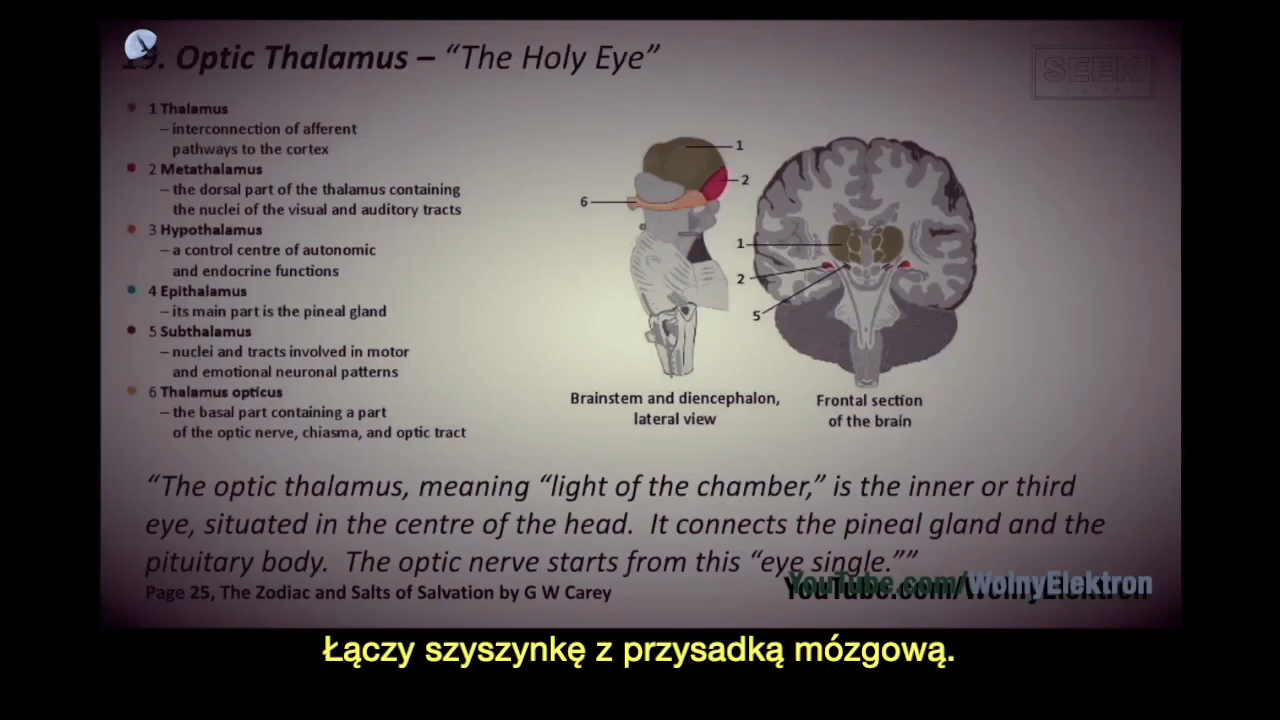 19. Optic Thalamus – “The Holy Eye”
SEEK
VISION
1 Thalamus
– interconnection of afferent
pathways to the cortex
2 Metathalamus
– the dorsal part of the thalamus containing
the nuclei of the visual and auditory tracts
3 Hypothalamus
– a control centre of autonomic
and endocrine functions
4 Epithalamus
– its main part is the pineal gland
5 Subthalamus
– nuclei and tracts involved in motor
and emotional neuronal patterns
6 Thalamus opticus
– the basal part containing a part
of the optic nerve, chiasma, and optic tract
1
2
6
1
2
5
Brainstem and diencephalon,
lateral view
Frontal section
of the brain
“The optic thalamus, meaning “light of the chamber,” is the inner or third
eye, situated in the centre of the head. It connects the pineal gland and the
pituitary body. The optic nerve starts from this “eye single.””
Page 25, The Zodiac and Salts of Salvation by G W Carey
YouTube.com/WolnyElektron
Łączy szyszynkę z przysadką mózgową.